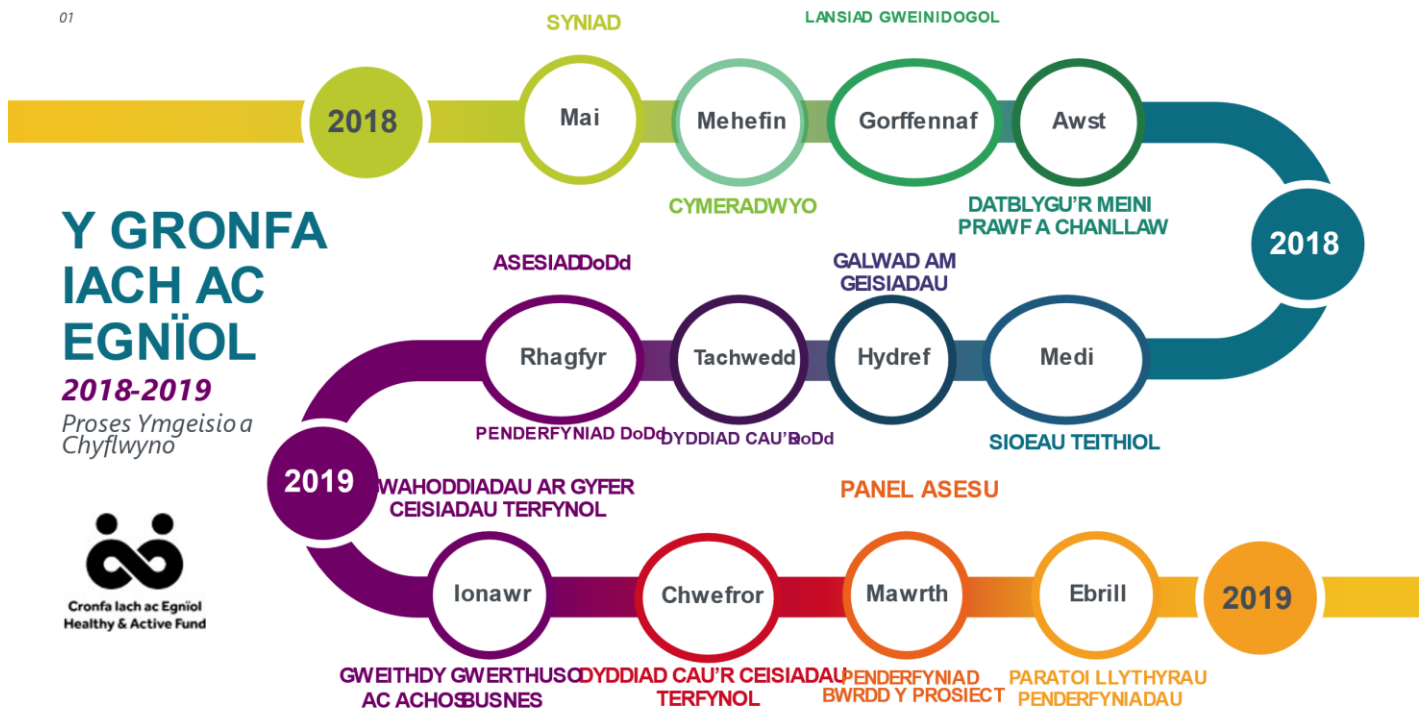 01
SYNIAD
LANSIAD GWEINIDOGOL
2018
Mai
Mehefin
Gorffennaf
Awst
CYMERADWYO
DATBLYGU'R MEINI
PRAWF A CHANLLAW
2018
Y GRONFA
IACH AC
EGNÏOL
2018-2019
Proses Ymgeisio a
Chyflwyno
ASESIAD DoDd
GALWAD AM
GEISIADAU
Rhagfyr
Tachwedd
Hydref
Medi
PENDERFYNIAD DoDd
DYDDIAD CAU'R DoDd
SIOEAU TEITHIOL
2019
WAHODDIADAU AR GYFER
CEISIADAU TERFYNOL
PANEL ASESU
Ionawr
Chwefror
Mawrth
Ebrill
2019
GWEITHDY GWERTHUSO
AC ACHOS BUSNES
DYDDIAD CAU'R CEISIADAU
TERFYNOL
PENDERFYNIAD
BWRDD Y PROSIECT
PARATOI LLYTHYRAU
PENDERFYNIADAU
Cronfa Iach ac Egnïol
Healthy & Active Fund